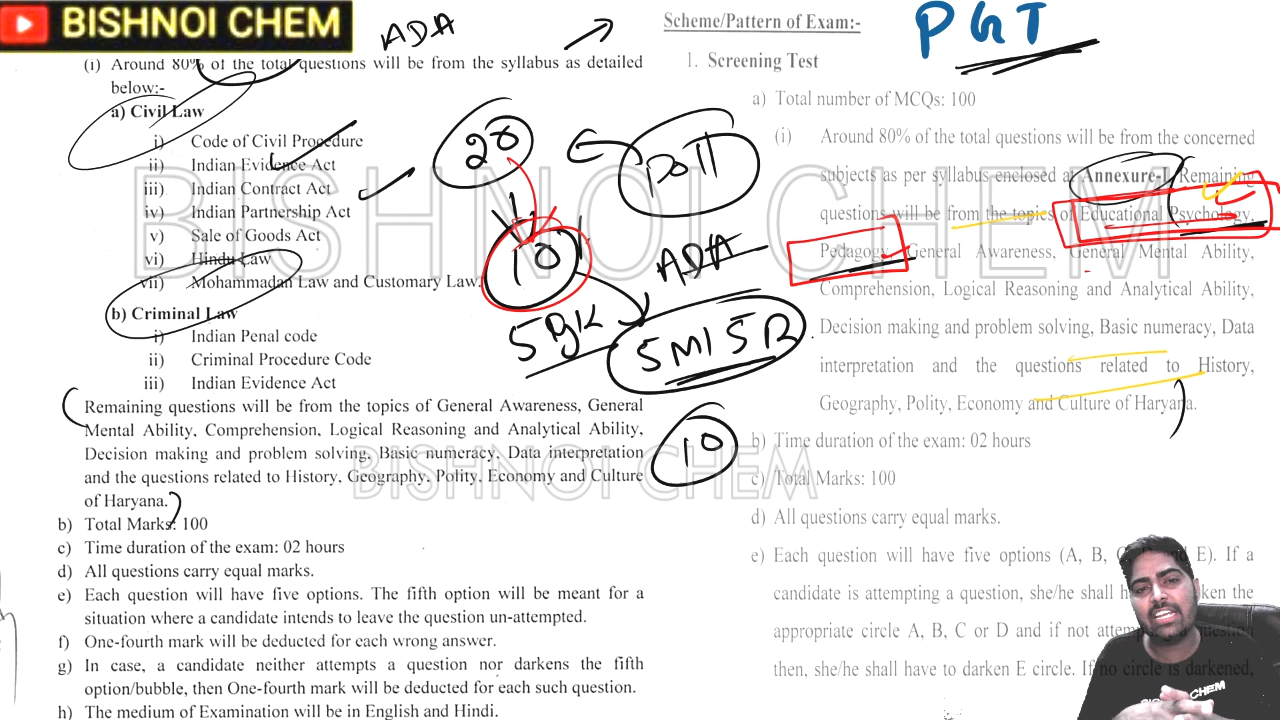 BISHNOI CHEM
ADA
(i) Around 80% of the total questions will be from the syllabus as detailed
below:-
a) Civil Law
i) Code of Civil Procedure
ii) Indian Evidence Act
iii) Indian Contract Act
iv) Indian Partnership Act
v) Sale of Goods Act
vi) Hindu Law
vii) Mohammadan Law and Customary Law.
b) Criminal Law
i) Indian Penal code
ii) Criminal Procedure Code
iii) Indian Evidence Act
Remaining questions will be from the topics of General Awareness, General
Mental Ability, Comprehension, Logical Reasoning and Analytical Ability,
Decision making and problem solving, Basic numeracy, Data interpretation
and the questions related to History, Geography, Polity, Economy and Culture
of Haryana.
b) Total Marks: 100
c) Time duration of the exam: 02 hours
d) All questions carry equal marks.
e) Each question will have five options. The fifth option will be meant for a
situation where a candidate intends to leave the question un-attempted.
f) One-fourth mark will be deducted for each wrong answer.
g) In case, a candidate neither attempts a question nor darkens the fifth
option/bubble, then One-fourth mark will be deducted for each such question.
h) The medium of Examination will be in English and Hindi.
20
10
ADA
5 GK
5 M 5 R
10
PGT
Scheme/Pattern of Exam:-
1. Screening Test
a) Total number of MCQs: 100
(i) Around 80% of the total questions will be from the concerned
subjects as per syllabus enclosed at Annexure-I. Remaining
questions will be from the topics of Educational Psychology,
Pedagogy, General Awareness, General Mental Ability,
Comprehension, Logical Reasoning and Analytical Ability,
Decision making and problem solving, Basic numeracy, Data
interpretation and the questions related to History,
Geography, Polity, Economy and Culture of Haryana.
b) Time duration of the exam: 02 hours
c) Total Marks: 100
d) All questions carry equal marks.
e) Each question will have five options (A, B, C, and E). If a
candidate is attempting a question, she/he shall the
appropriate circle A, B, C or D and if not
then, she/he shall have to darken E circle. If no circle is darkened,
BISHNOI CHEM
BISHNOI CHEM